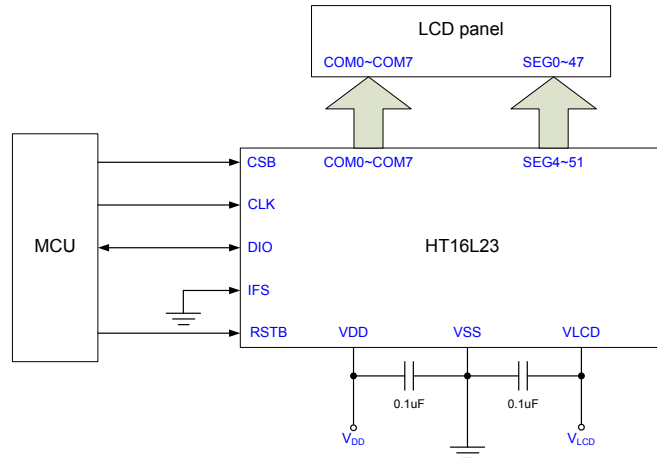 LCD panel
COM0~COM7 SEG0~47
COM0~COM7 SEG4~51
CSB
CLK
MCU DIO HT16L23
IFS
RSTB VDD VSS VLCD
0.1uF 0.1uF
VDD VLCD